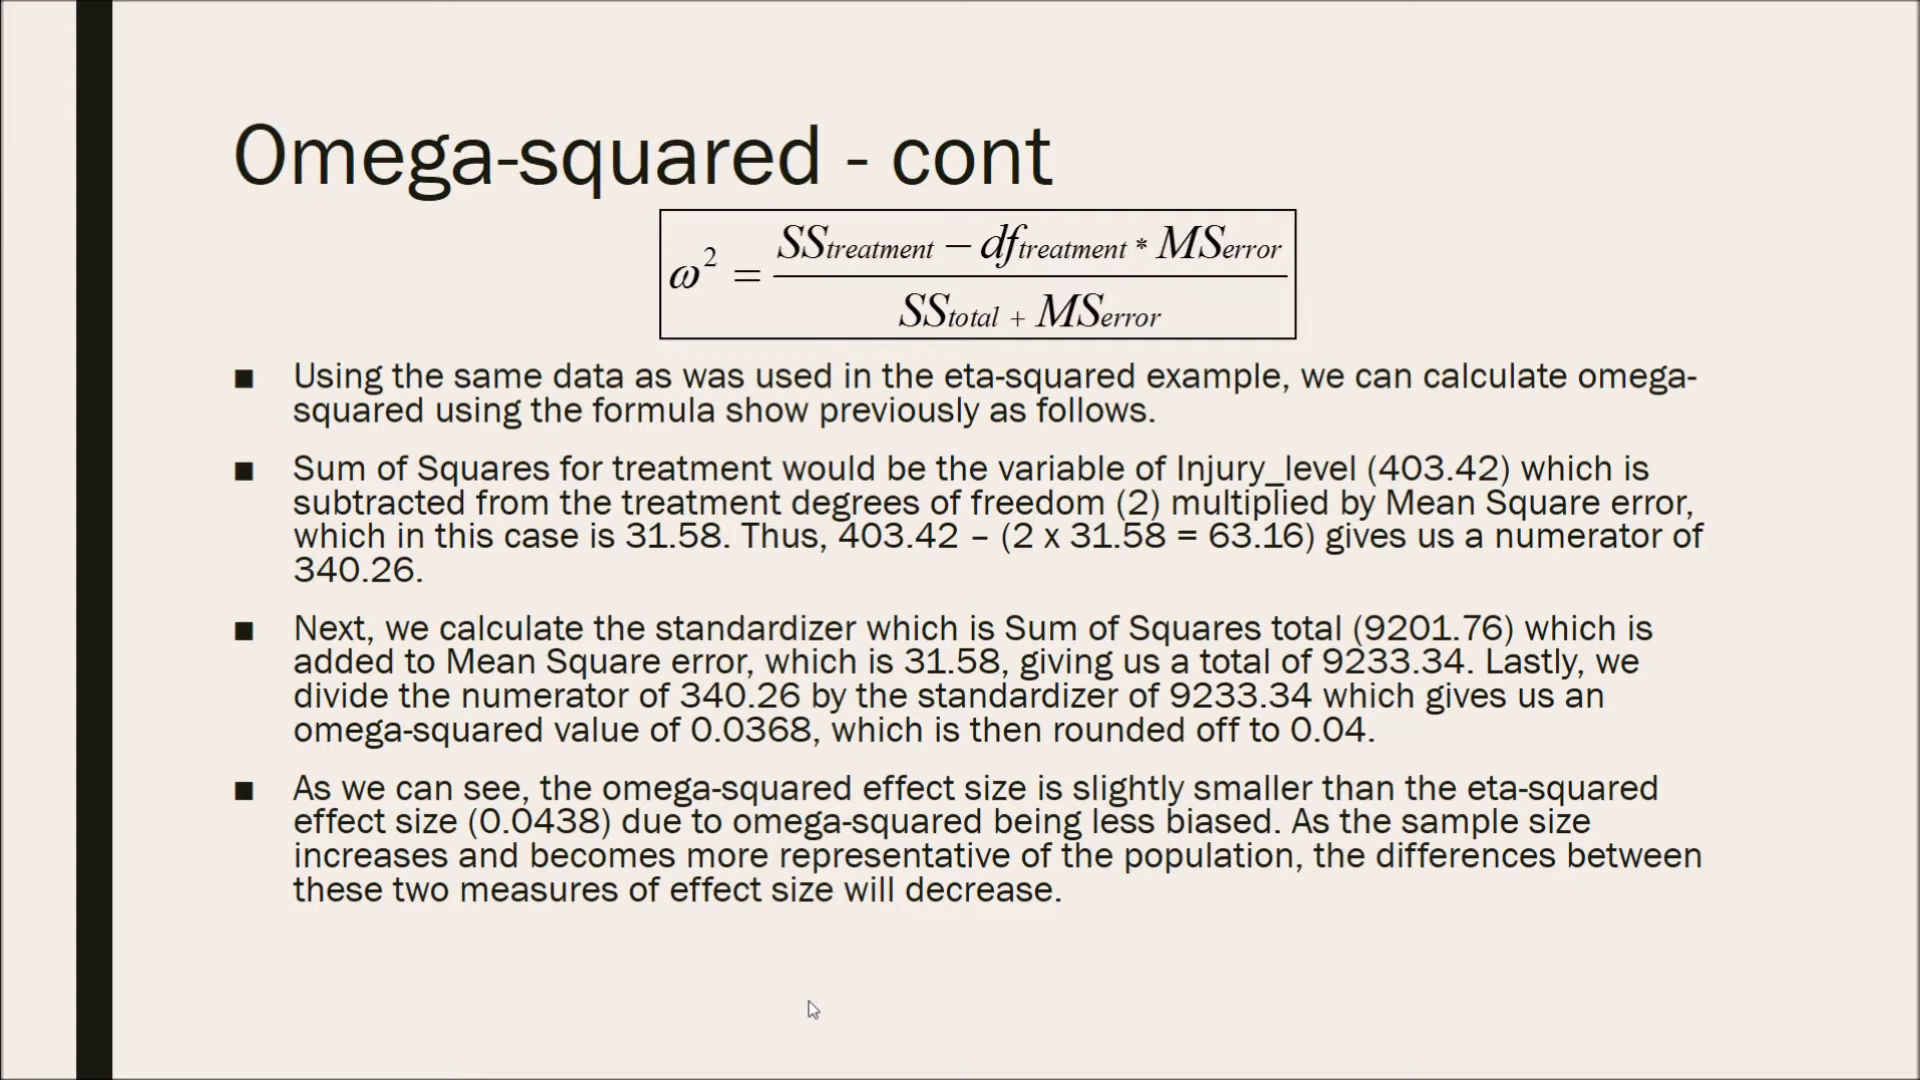 Omega-squared - cont
ω² = (SStreatment − dftreatment * MSerror) / (SStotal + MSerror)
■ Using the same data as was used in the eta-squared example, we can calculate omega-
squared using the formula show previously as follows.
■ Sum of Squares for treatment would be the variable of Injury_level (403.42) which is
subtracted from the treatment degrees of freedom (2) multiplied by Mean Square error,
which in this case is 31.58. Thus, 403.42 – (2 x 31.58 = 63.16) gives us a numerator of
340.26.
■ Next, we calculate the standardizer which is Sum of Squares total (9201.76) which is
added to Mean Square error, which is 31.58, giving us a total of 9233.34. Lastly, we
divide the numerator of 340.26 by the standardizer of 9233.34 which gives us an
omega-squared value of 0.0368, which is then rounded off to 0.04.
■ As we can see, the omega-squared effect size is slightly smaller than the eta-squared
effect size (0.0438) due to omega-squared being less biased. As the sample size
increases and becomes more representative of the population, the differences between
these two measures of effect size will decrease.